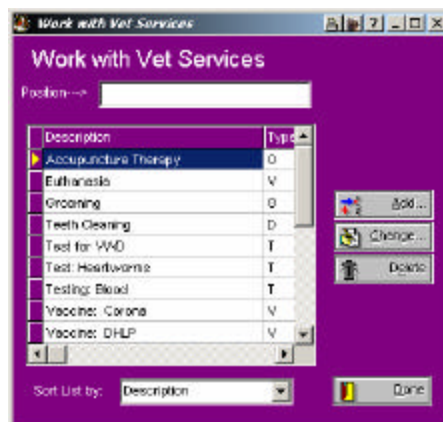 Work with Vet Services
Work with Vet Services
Position--->
Description Type
Accupuncture Therapy O
Euthanasia V
Grooming
Teeth Cleaning D
Test for VWD T
Test: Heartworms T
Testing: Blood T
Vaccine: Corona V
Vaccine: DHLP V
Add...
Change...
Delete
Sort List by: Description
Done